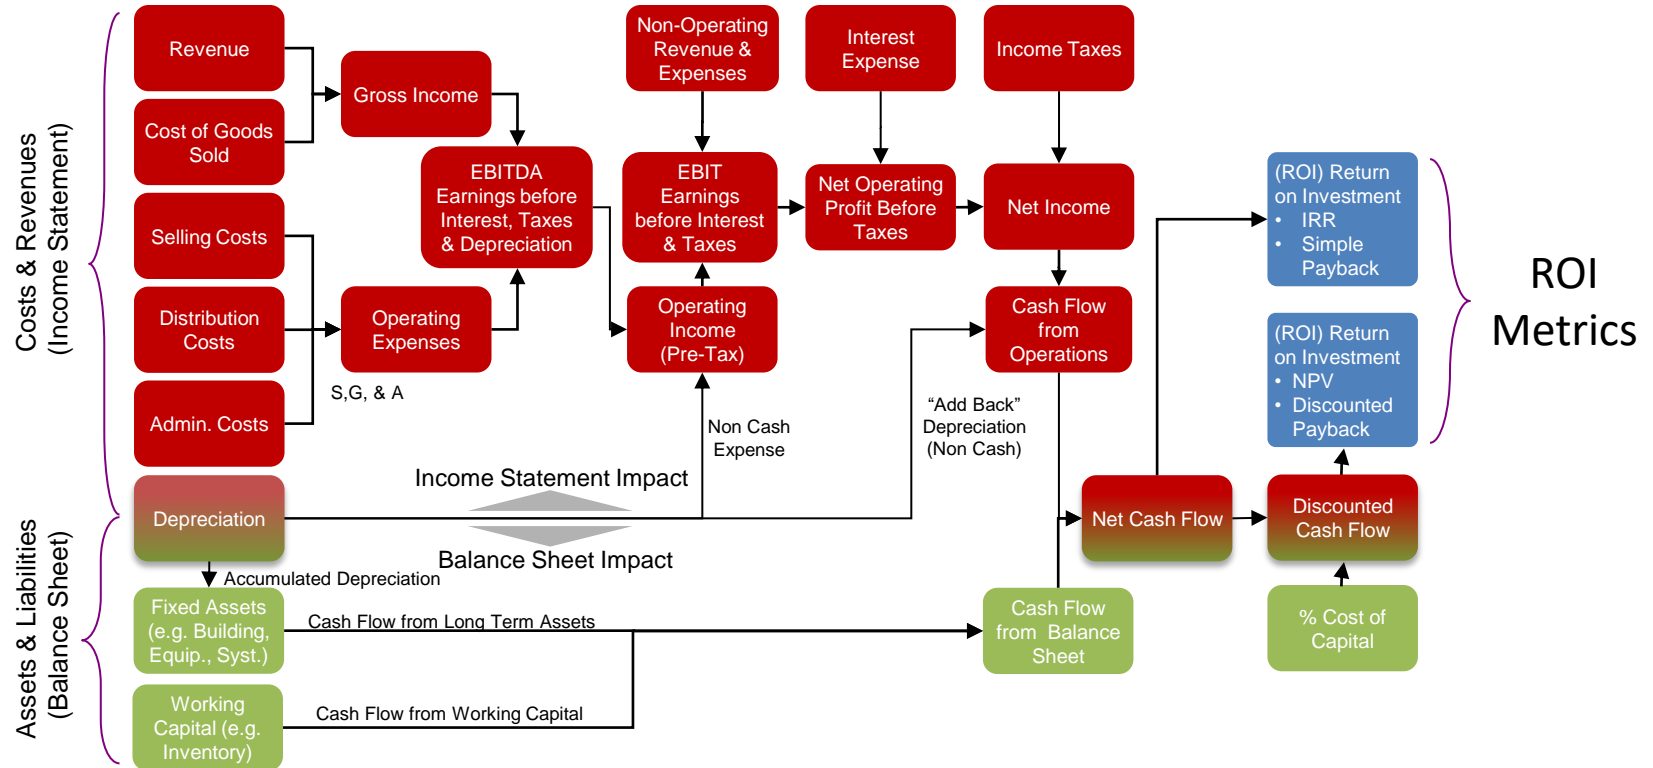 Costs & Revenues
(Income Statement)
Revenue
Cost of Goods
Sold
Selling Costs
Distribution
Costs
Admin. Costs
Gross Income
Operating
Expenses
S,G, & A
EBITDA
Earnings before
Interest, Taxes
& Depreciation
Non-Operating
Revenue &
Expenses
EBIT
Earnings
before Interest
& Taxes
Operating
Income
(Pre-Tax)
Non Cash
Expense
Interest
Expense
Net Operating
Profit Before
Taxes
Income Taxes
Net Income
Cash Flow
from
Operations
“Add Back”
Depreciation
(Non Cash)
Income Statement Impact
Balance Sheet Impact
Assets & Liabilities
(Balance Sheet)
Depreciation
Accumulated Depreciation
Fixed Assets
(e.g. Building,
Equip., Syst.)
Cash Flow from Long Term Assets
Working
Capital (e.g.
Inventory)
Cash Flow from Working Capital
Cash Flow
from Balance
Sheet
Net Cash Flow
Discounted
Cash Flow
% Cost of
Capital
(ROI) Return
on Investment
• IRR
• Simple
Payback
(ROI) Return
on Investment
• NPV
• Discounted
Payback
ROI
Metrics